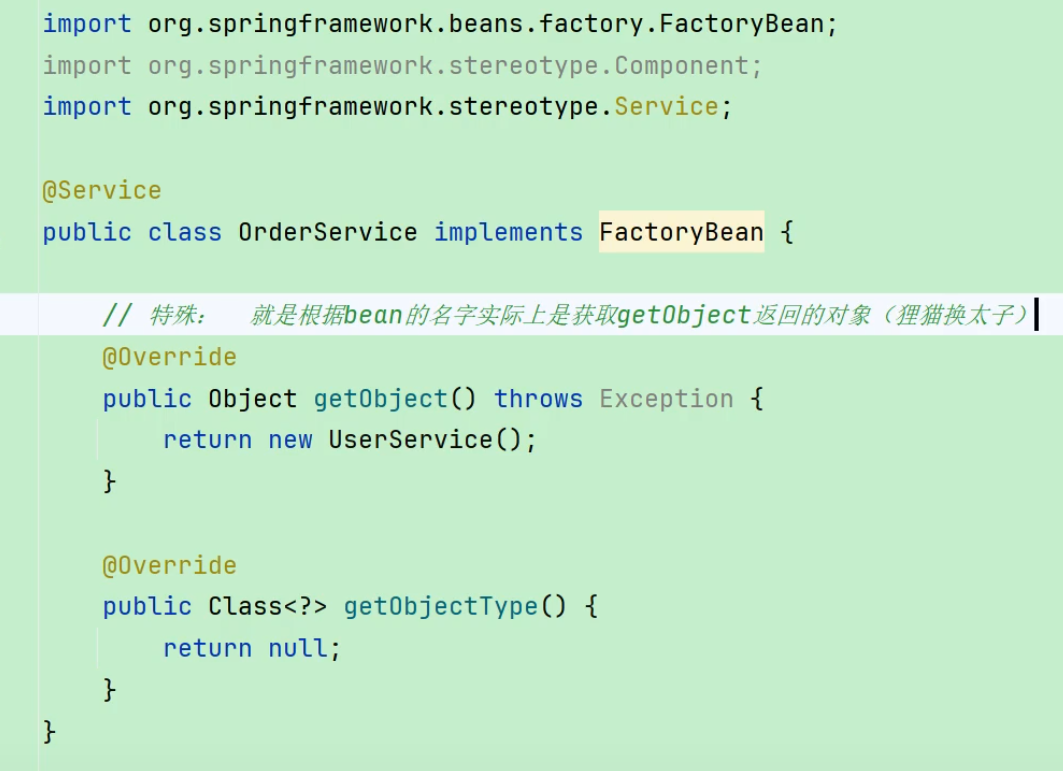 import org.springframework.beans.factory.FactoryBean;
import org.springframework.stereotype.Component;
import org.springframework.stereotype.Service;
@Service
public class OrderService implements FactoryBean {
// 特殊：  就是根据bean的名字实际上是获取getObject返回的对象（狸猫换太子）
@Override
public Object getObject() throws Exception {
return new UserService();
}
@Override
public Class<?> getObjectType() {
return null;
}
}